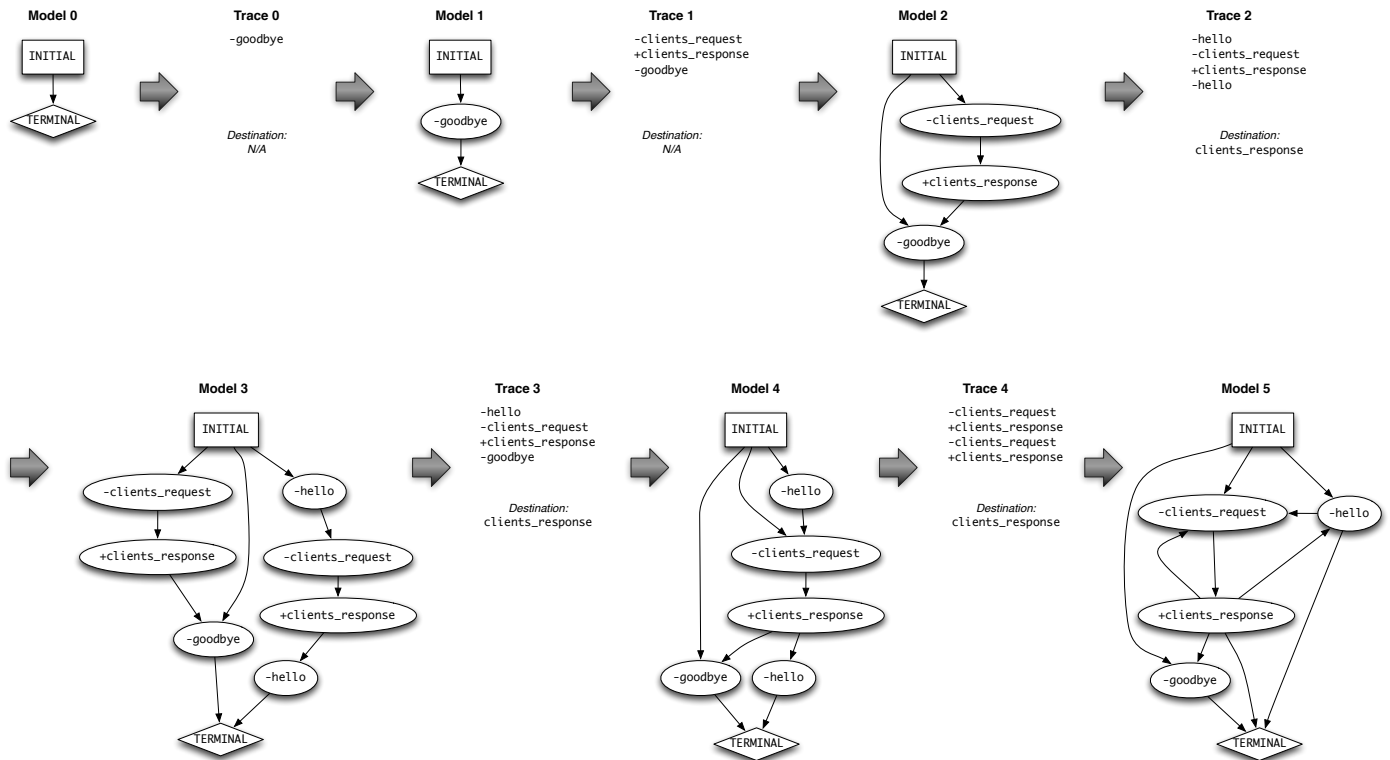 Model 0
INITIAL
TERMINAL
Trace 0
-goodbye
Destination:
N/A
Model 1
INITIAL
-goodbye
TERMINAL
Trace 1
-clients_request
+clients_response
-goodbye
Destination:
N/A
Model 2
INITIAL
-clients_request
+clients_response
-goodbye
TERMINAL
Trace 2
-hello
-clients_request
+clients_response
-hello
Destination:
clients_response
Model 3
INITIAL
-clients_request
-hello
+clients_response
-clients_request
+clients_response
-goodbye
-hello
TERMINAL
Trace 3
-hello
-clients_request
+clients_response
-goodbye
Destination:
clients_response
Model 4
INITIAL
-hello
-clients_request
+clients_response
-goodbye
-hello
TERMINAL
Trace 4
-clients_request
+clients_response
-clients_request
+clients_response
Destination:
clients_response
Model 5
INITIAL
-clients_request
-hello
+clients_response
-goodbye
TERMINAL